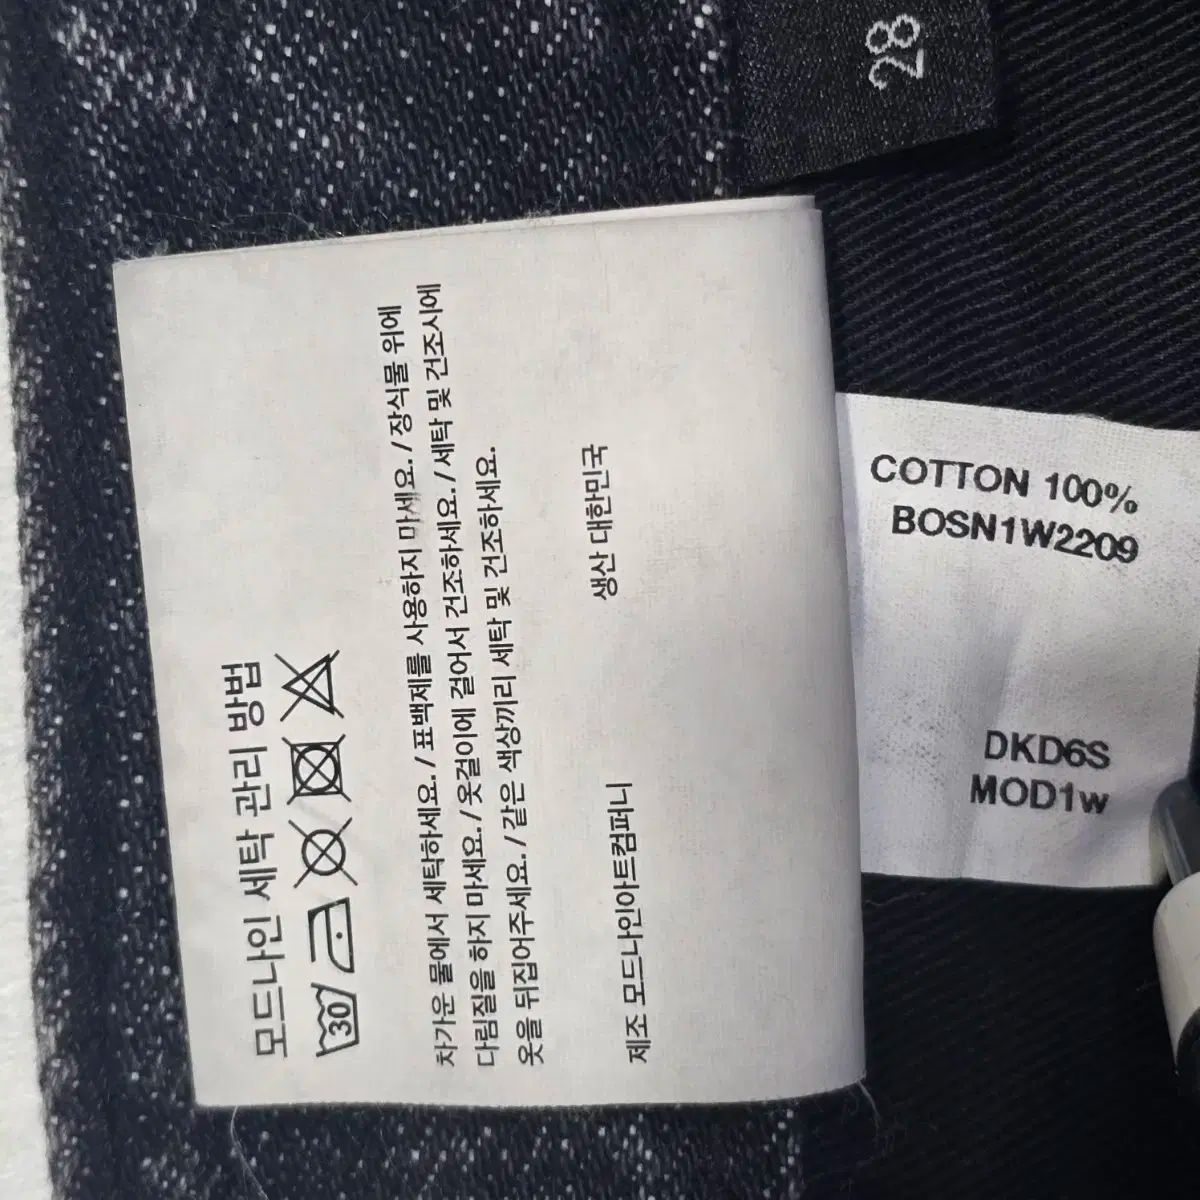 28
모드나인 세탁 관리 방법
30
차가운 물에서 세탁하세요. / 표백제를 사용하지 마세요. / 장식물 위에
다림질을 하지 마세요. / 옷걸이에 걸어서 건조하세요. / 세탁 및 건조시에
옷을 뒤집어주세요. / 같은 색상끼리 세탁 및 건조하세요.
제조 모드나인아트컴퍼니 생산 대한민국
COTTON 100%
BOSN1W2209
DKD6S
MOD1w